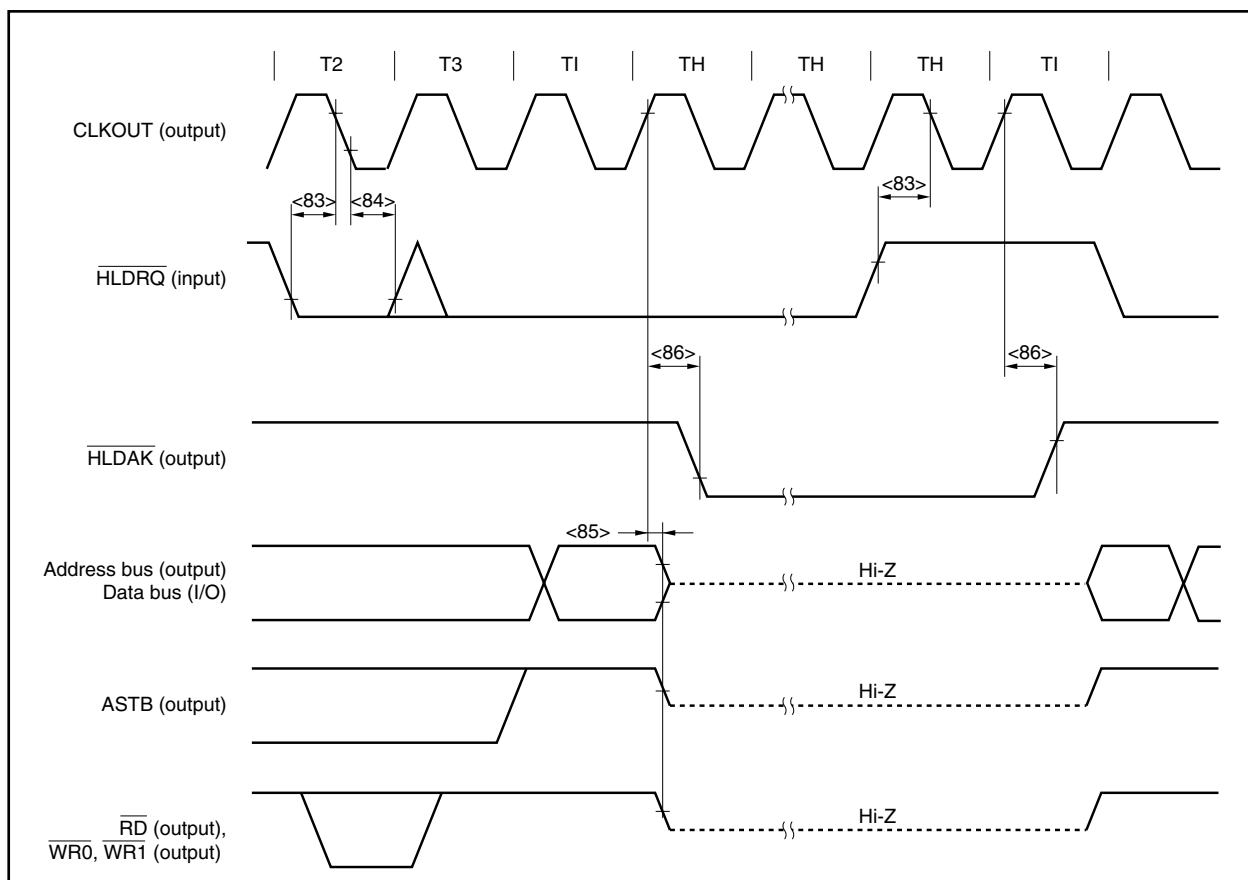 T2 T3 TI TH TH TH TI
CLKOUT (output)
<83> <84> <83>
HLDRQ (input)
<86> <86>
HLDAK (output)
<85>
Address bus (output)
Data bus (I/O)
Hi-Z
ASTB (output)
Hi-Z
Hi-Z
RD (output),
WR0, WR1 (output)